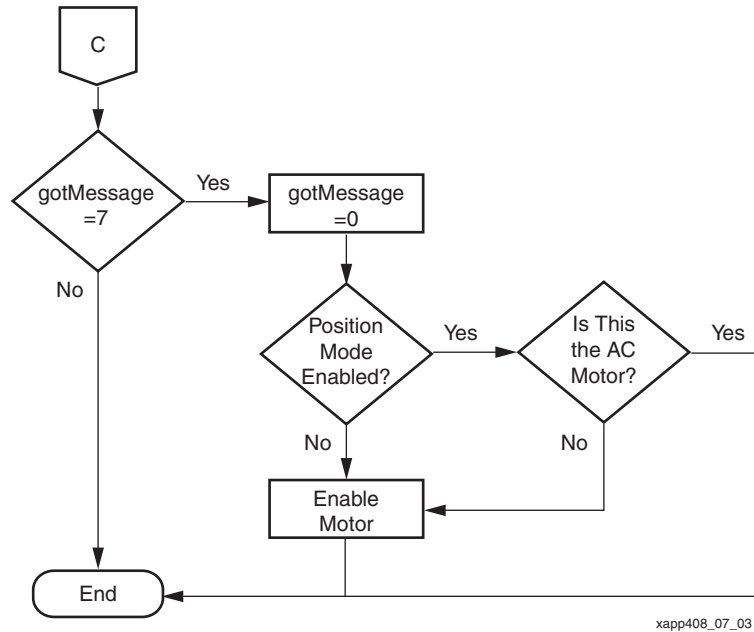 C
gotMessage
=7
Yes
gotMessage
=0
No
Position
Mode
Enabled?
Yes
Is This
the AC
Motor?
Yes
No
No
Enable
Motor
End
xapp408_07_03